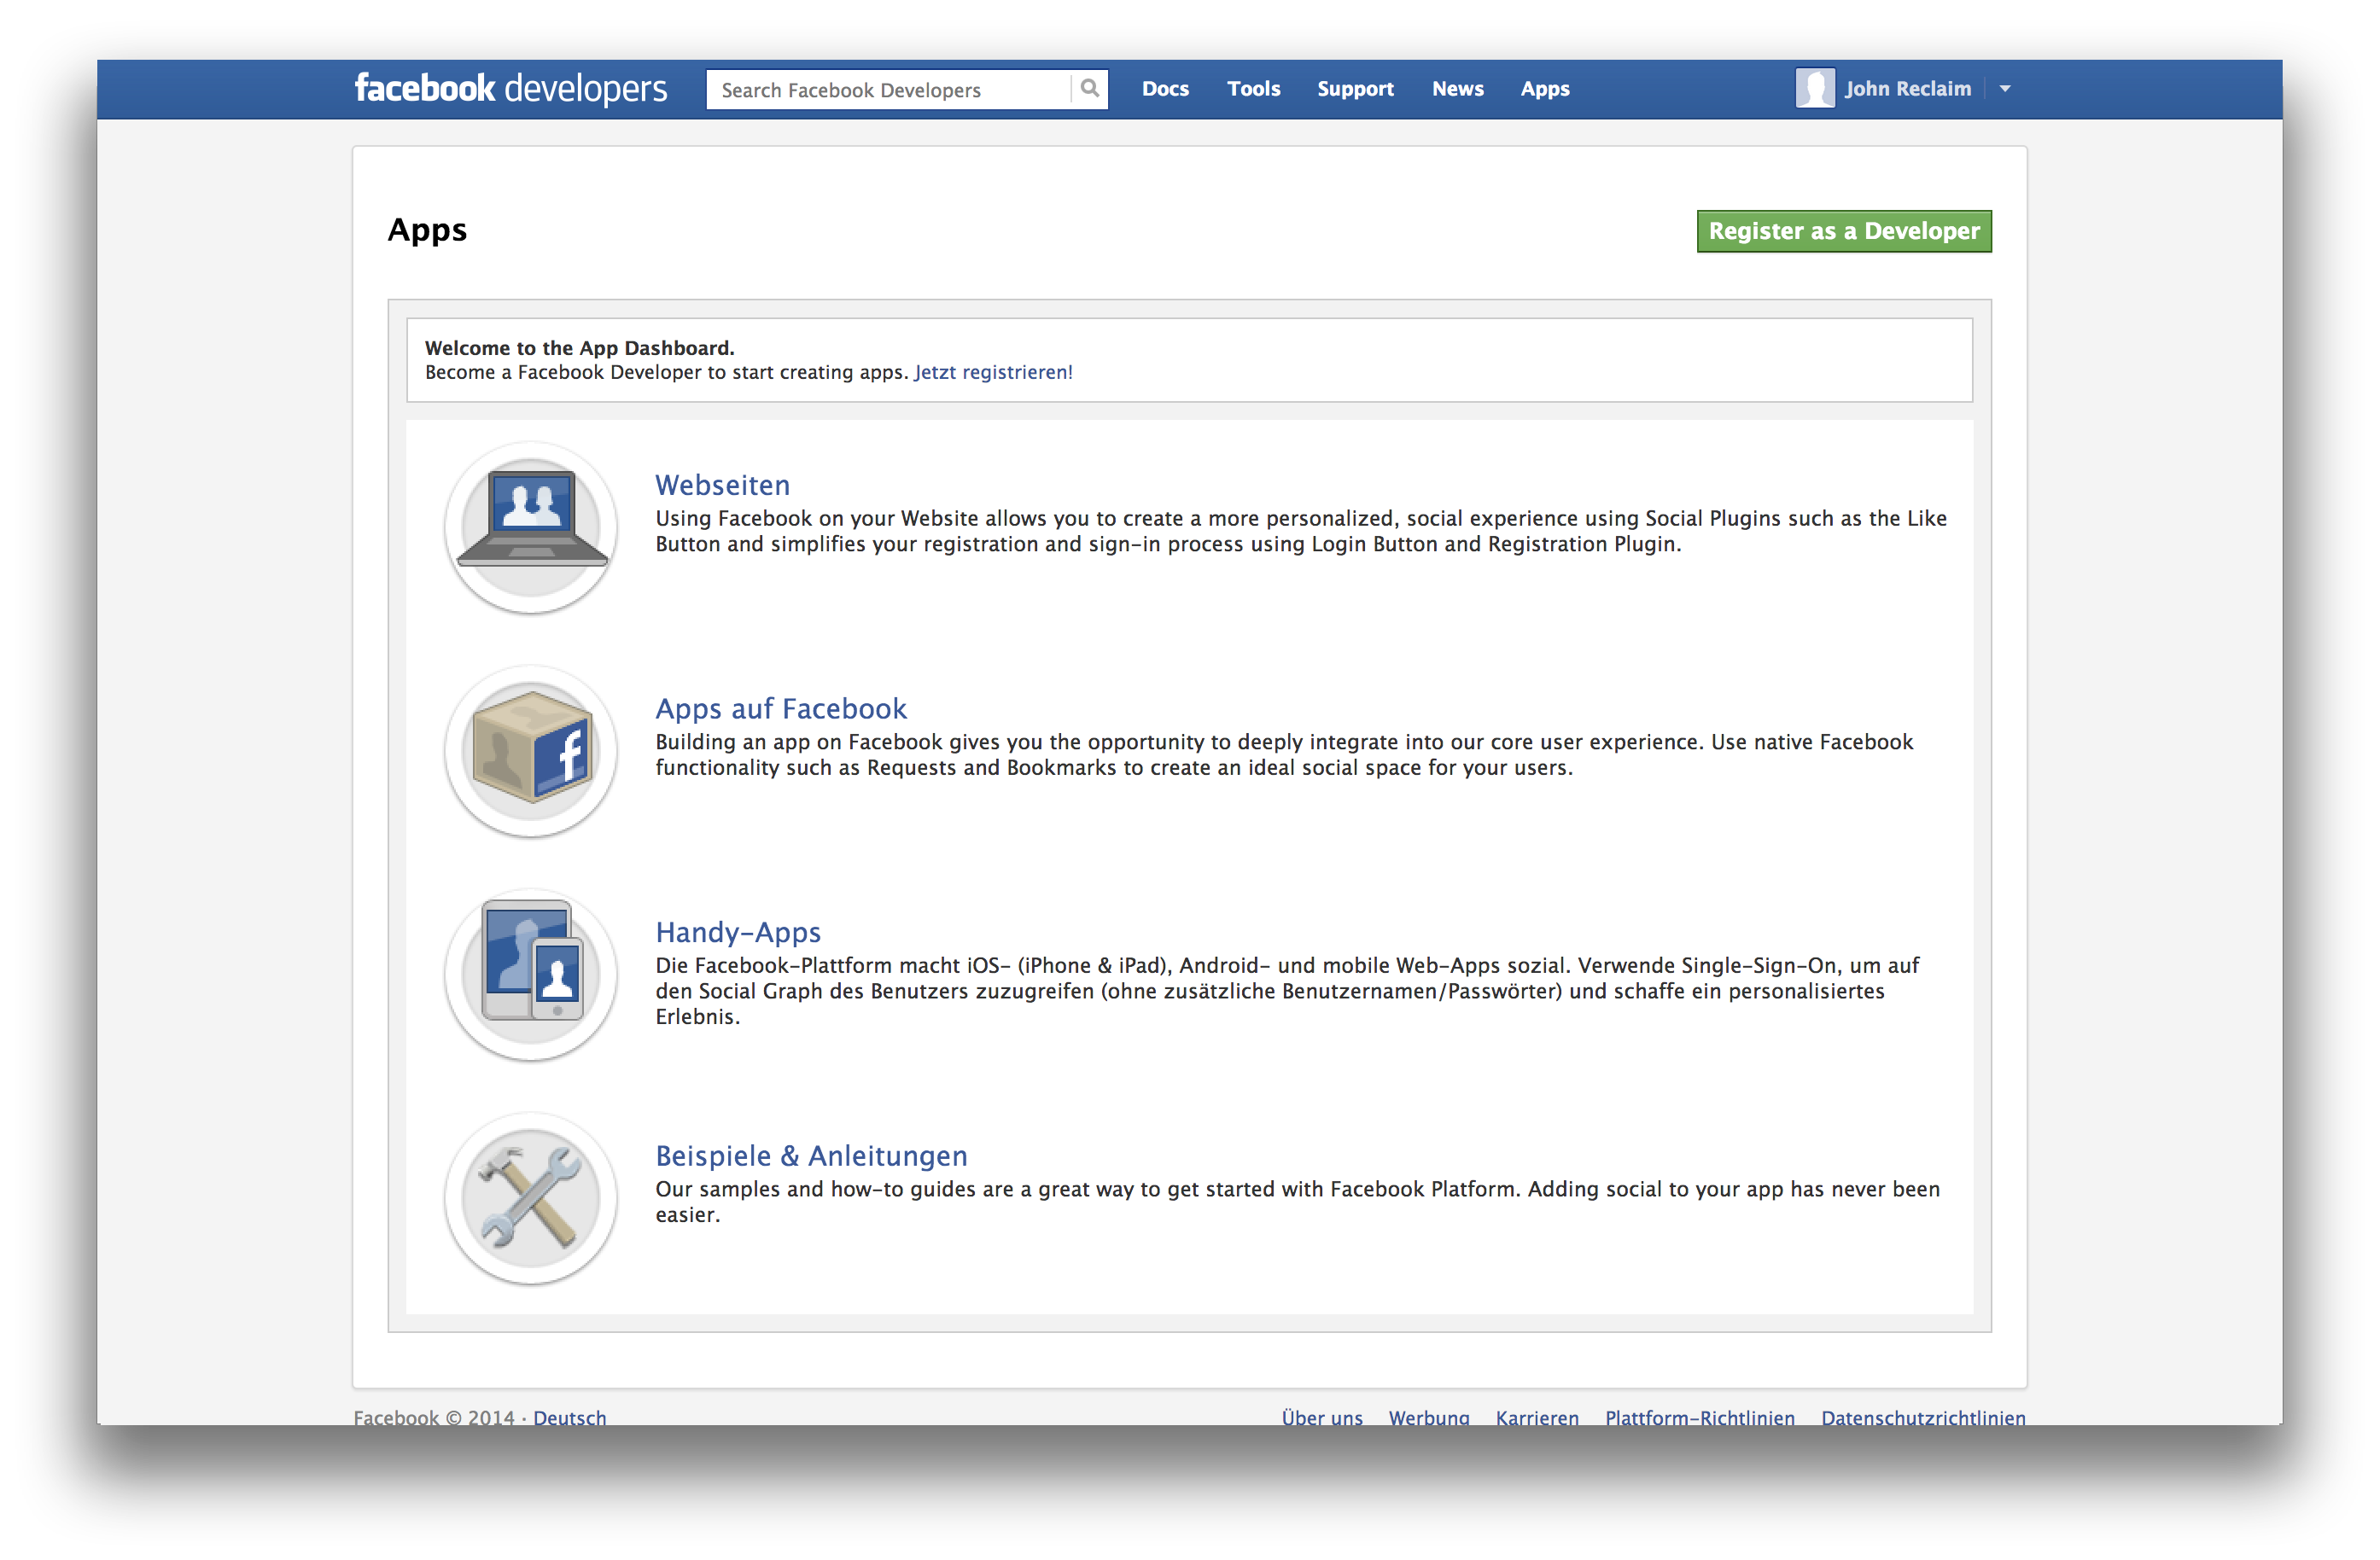 facebook developers
Search Facebook Developers
Docs
Tools
Support
News
Apps
John Reclaim
Apps
Register as a Developer
Welcome to the App Dashboard.
Become a Facebook Developer to start creating apps. Jetzt registrieren!
Webseiten
Using Facebook on your Website allows you to create a more personalized, social experience using Social Plugins such as the Like
Button and simplifies your registration and sign-in process using Login Button and Registration Plugin.
Apps auf Facebook
Building an app on Facebook gives you the opportunity to deeply integrate into our core user experience. Use native Facebook
functionality such as Requests and Bookmarks to create an ideal social space for your users.
f
Handy-Apps
Die Facebook-Plattform macht iOS- (iPhone & iPad), Android- und mobile Web-Apps sozial. Verwende Single-Sign-On, um auf
den Social Graph des Benutzers zuzugreifen (ohne zusätzliche Benutzernamen/Passwörter) und schaffe ein personalisiertes
Erlebnis.
Beispiele & Anleitungen
Our samples and how-to guides are a great way to get started with Facebook Platform. Adding social to your app has never been
easier.
Facebook © 2014 · Deutsch
Über uns
Werbung
Karrieren
Plattform-Richtlinien
Datenschutzrichtlinien